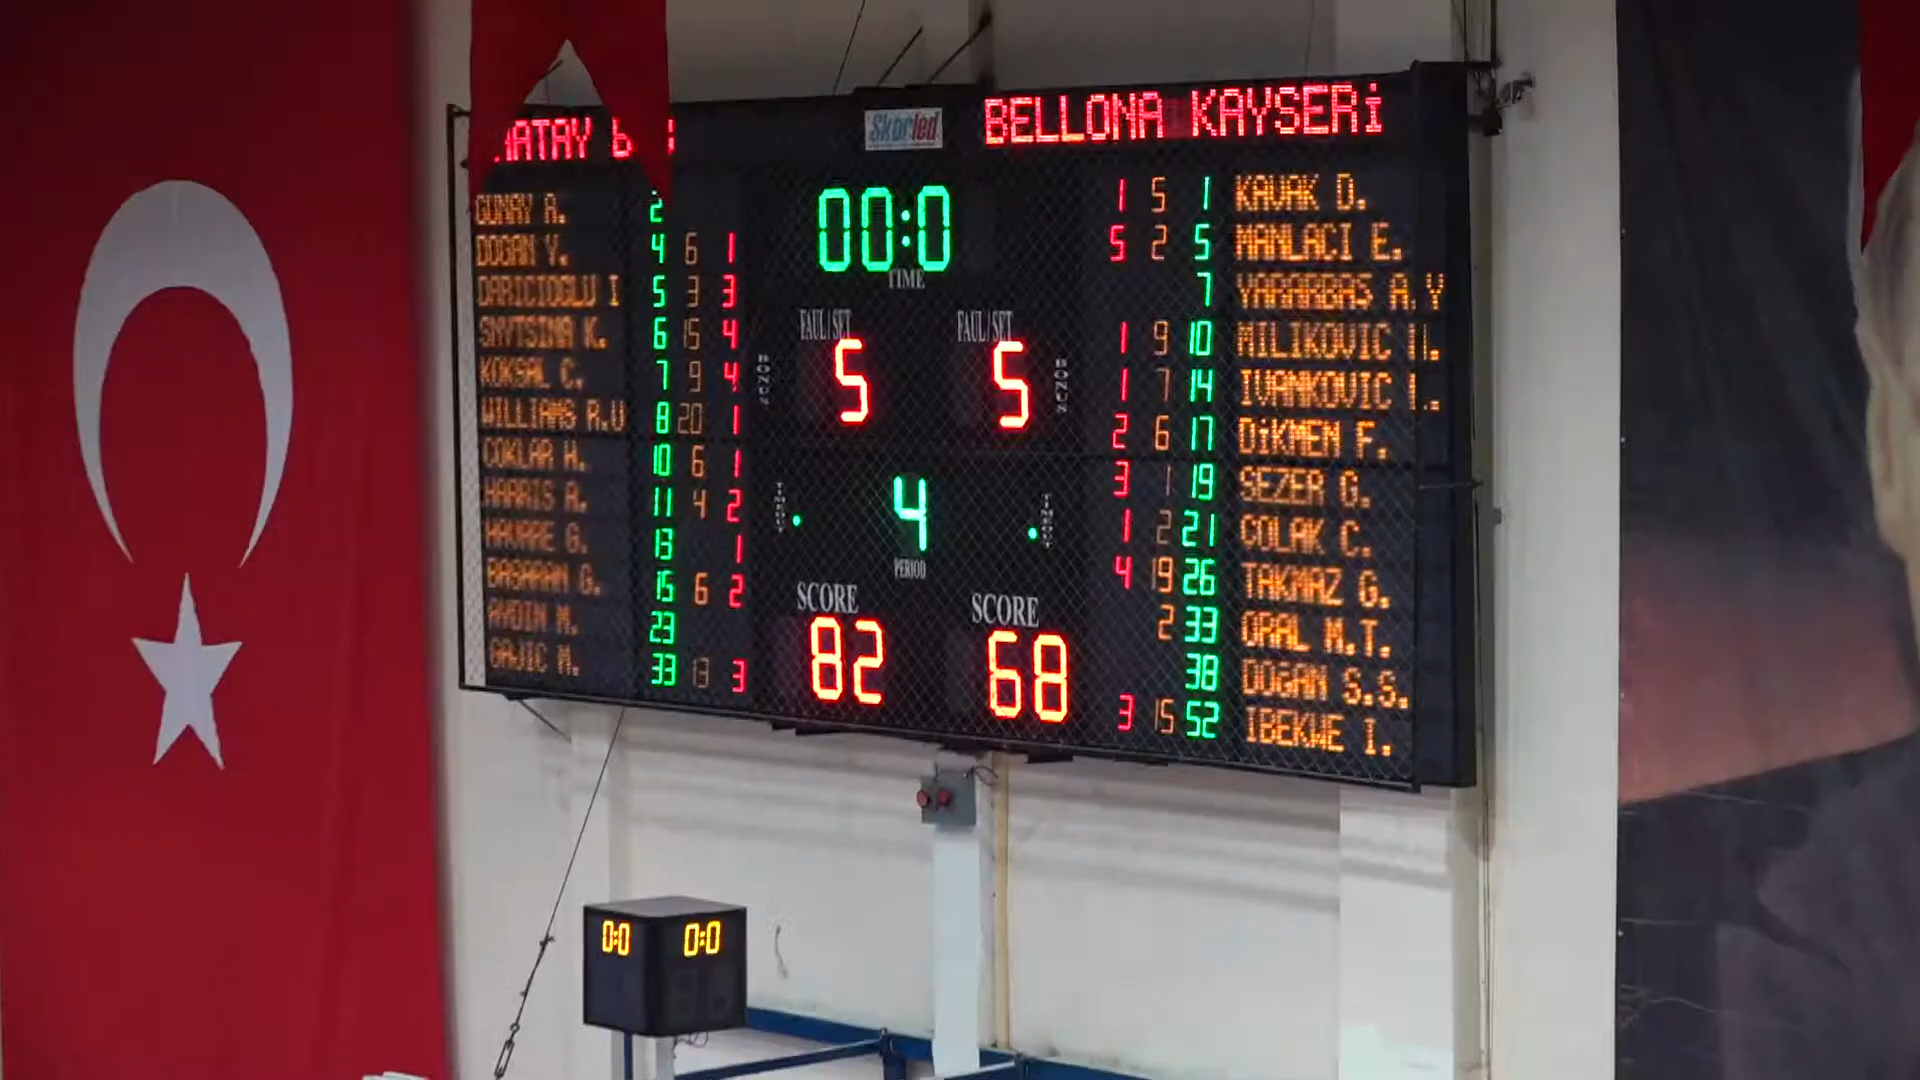 BELLONA KAYSERi
Skorled
GUNAY A. 2
DOGAN Y. 4 6 1
DARICIOGLU I 5 3 3
SHYTSINA K. 6 15 4
KOKSAL C. 7 9 4
WILLIAMS R.U 8 20 1
COKLAR H. 10 6 1
HARRIS A. 11 4 2
HAVARE G. 13 1
BASARAN G. 15 6 2
AYDIN M. 23
GAJIC M. 33 13 3
00:0
TIME
FAUL/SET FAUL/SET
BONUS 5 5 BONUS
TIMEOUT 4 TIMEOUT
PERIOD
SCORE SCORE
82 68
1 5 1 KAVAK D.
5 2 5 MANLACI E.
7 YARARBAS A.Y
1 9 10 MILIKOVIC
1 7 14 IVANKOVIC
2 6 17 DiKMEN F.
3 1 19 SEZER G.
1 2 21 COLAK C.
4 19 26 TAKMAZ G.
2 33 ORAL M.T.
38 DOGAN S.S.
3 15 52 IBEKWE I.
0:0 0:0